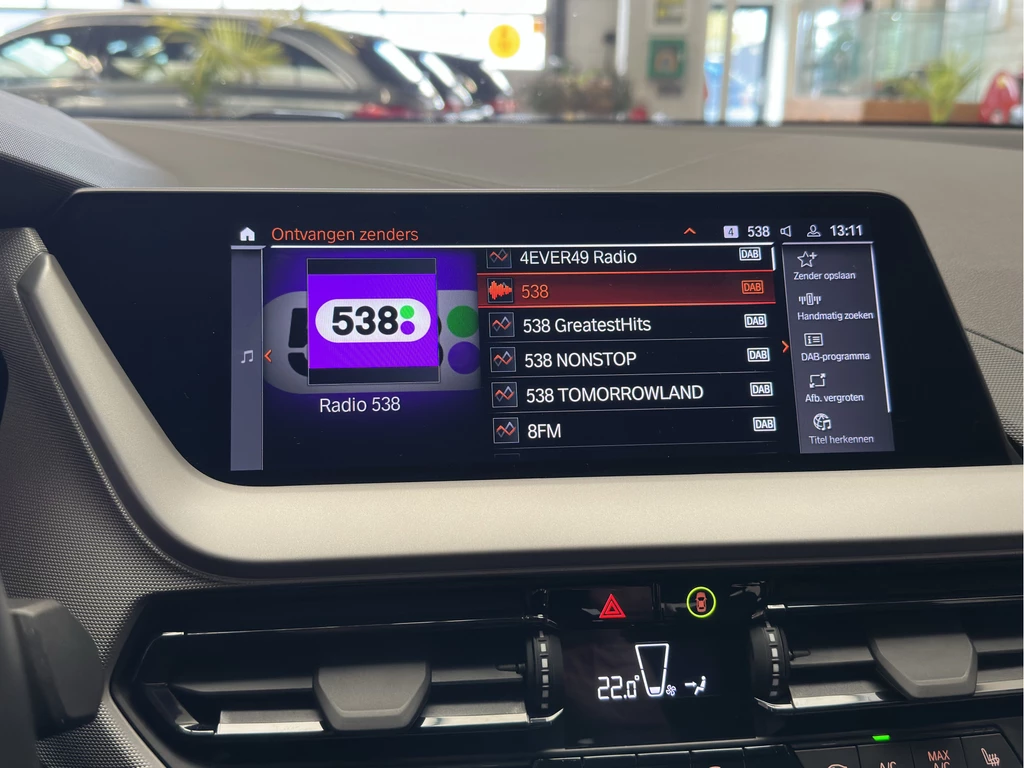 Ontvangen zenders
4 538 13:11
538
Radio 538
4EVER49 Radio DAB
538 DAB
538 GreatestHits DAB
538 NONSTOP DAB
538 TOMORROWLAND DAB
8FM DAB
Zender opslaan
Handmatig zoeken
DAB-programma
Afb. vergroten
Titel herkennen
22.0°
A/C
MAX
A/C